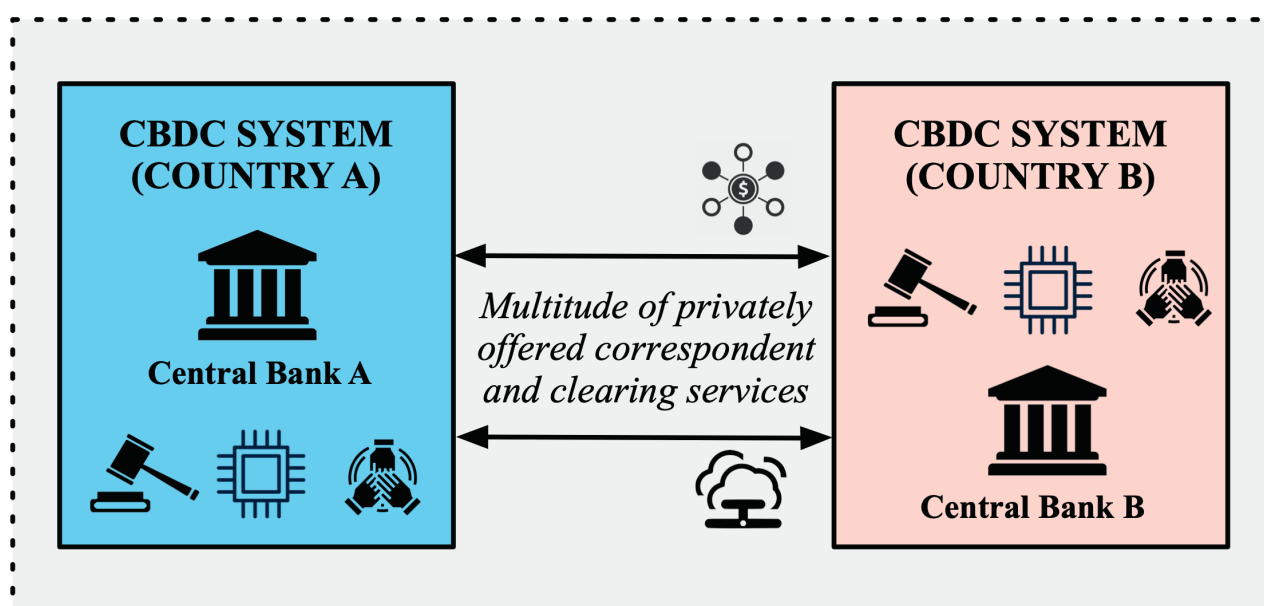 CBDC SYSTEM
(COUNTRY A)
Central Bank A
$
Multitude of privately
offered correspondent
and clearing services
CBDC SYSTEM
(COUNTRY B)
Central Bank B